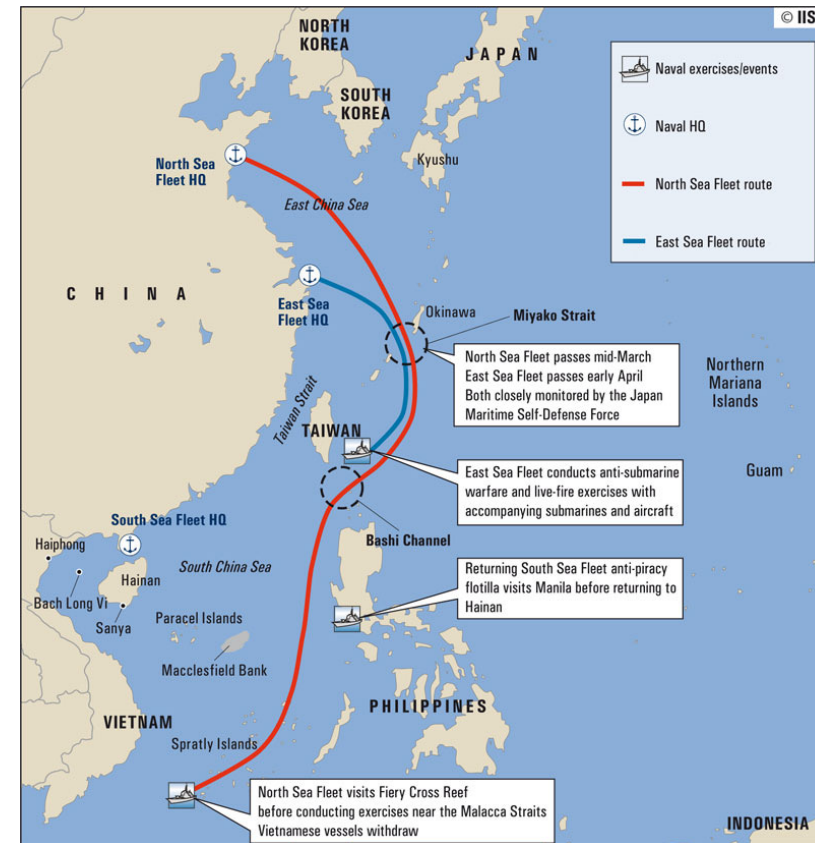 © IIS
NORTH
KOREA
JAPAN
SOUTH
KOREA
Kyushu
Naval exercises/events
Naval HQ
North Sea Fleet route
East Sea Fleet route
North Sea
Fleet HQ
East China Sea
CHINA
East Sea
Fleet HQ
Okinawa
Miyako Strait
North Sea Fleet passes mid-March
East Sea Fleet passes early April
Both closely monitored by the Japan
Maritime Self-Defense Force
Northern
Mariana
Islands
Taiwan Strait
TAIWAN
Guam
East Sea Fleet conducts anti-submarine
warfare and live-fire exercises with
accompanying submarines and aircraft
South Sea Fleet HQ
Bashi Channel
Haiphong
Hainan
South China Sea
Bach Long Vi
Sanya
Paracel Islands
Returning South Sea Fleet anti-piracy
flotilla visits Manila before returning to
Hainan
Macclesfield Bank
PHILIPPINES
VIETNAM
Spratly Islands
North Sea Fleet visits Fiery Cross Reef
before conducting exercises near the Malacca Straits
Vietnamese vessels withdraw
INDONESIA